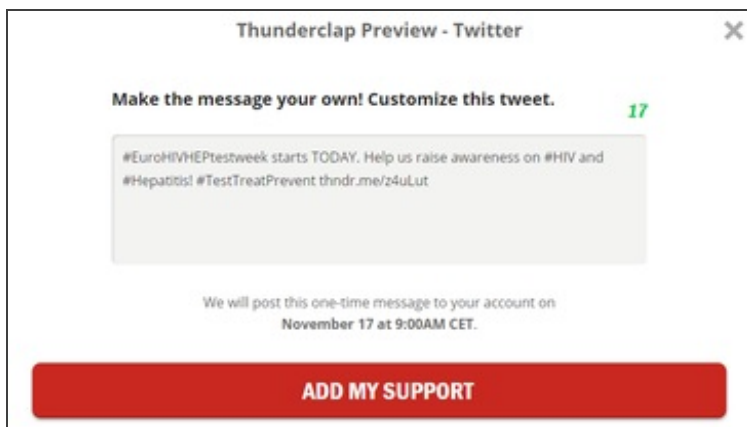 Thunderclap Preview - Twitter
Make the message your own! Customize this tweet.
17
#EuroHIVHEPtestweek starts TODAY. Help us raise awareness on #HIV and
#Hepatitis! #TestTreatPrevent thndr.me/z4uLut
We will post this one-time message to your account on
November 17 at 9:00AM CET.
ADD MY SUPPORT